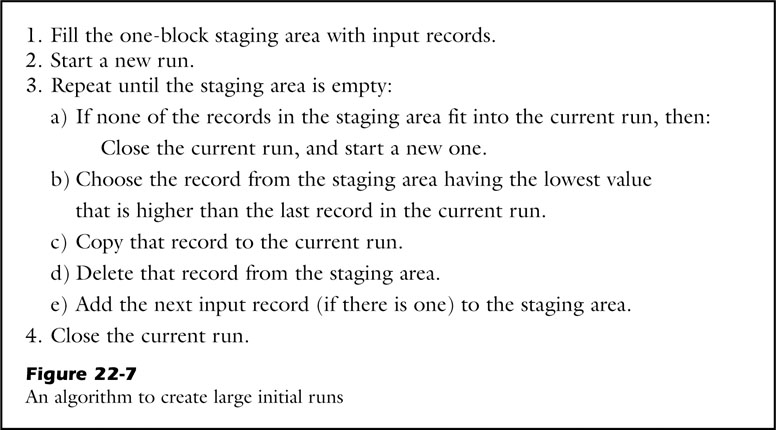 1. Fill the one-block staging area with input records.
2. Start a new run.
3. Repeat until the staging area is empty:
a) If none of the records in the staging area fit into the current run, then:
Close the current run, and start a new one.
b) Choose the record from the staging area having the lowest value
that is higher than the last record in the current run.
c) Copy that record to the current run.
d) Delete that record from the staging area.
e) Add the next input record (if there is one) to the staging area.
4. Close the current run.
Figure 22-7
An algorithm to create large initial runs